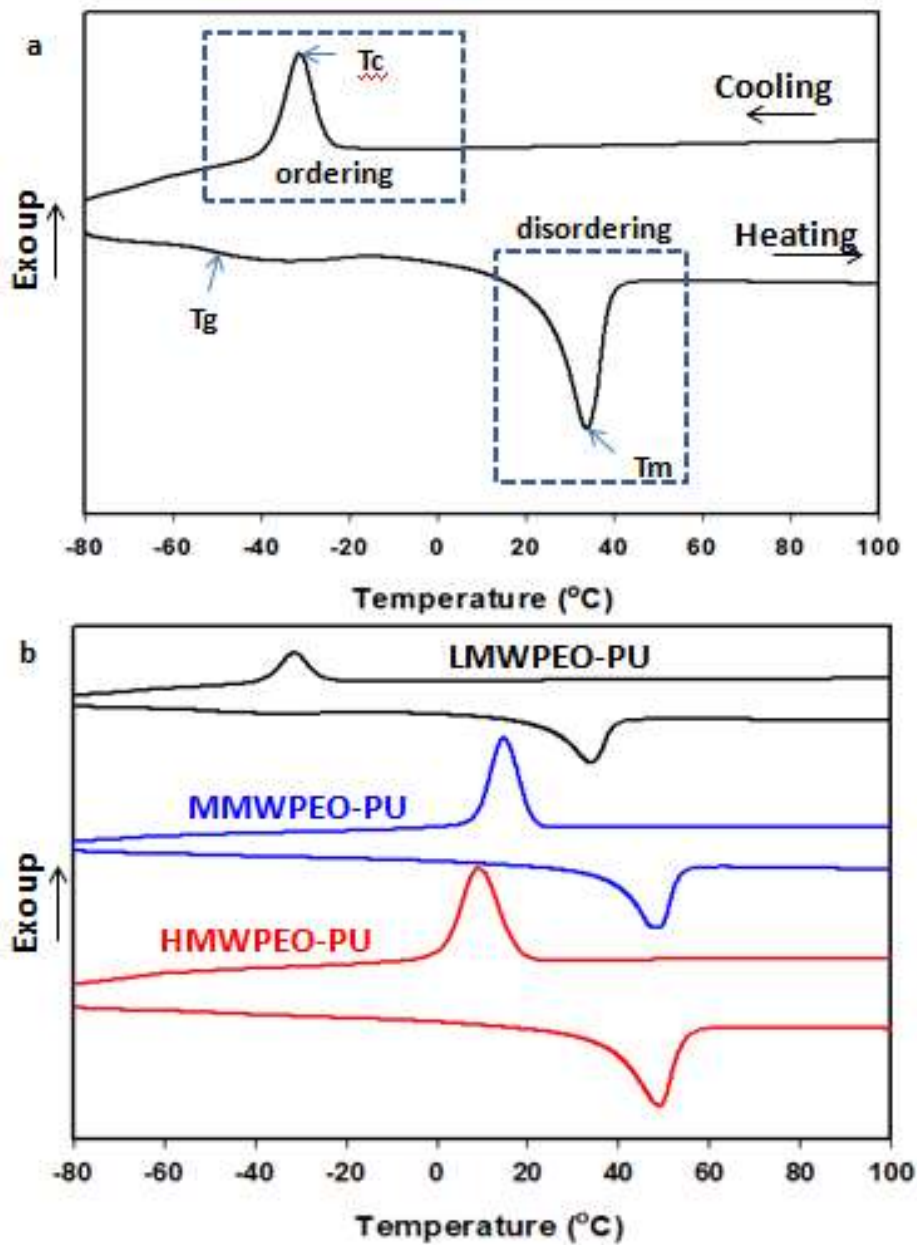 a
Tc
Cooling
ordering
disordering
Heating
Exo up
Tg
Tm
-80 -60 -40 -20 0 20 40 60 80 100
Temperature (°C)
b
LMWPEO-PU
MMWPEO-PU
Exo up
HMWPEO-PU
-80 -60 -40 -20 0 20 40 60 80 100
Temperature (°C)